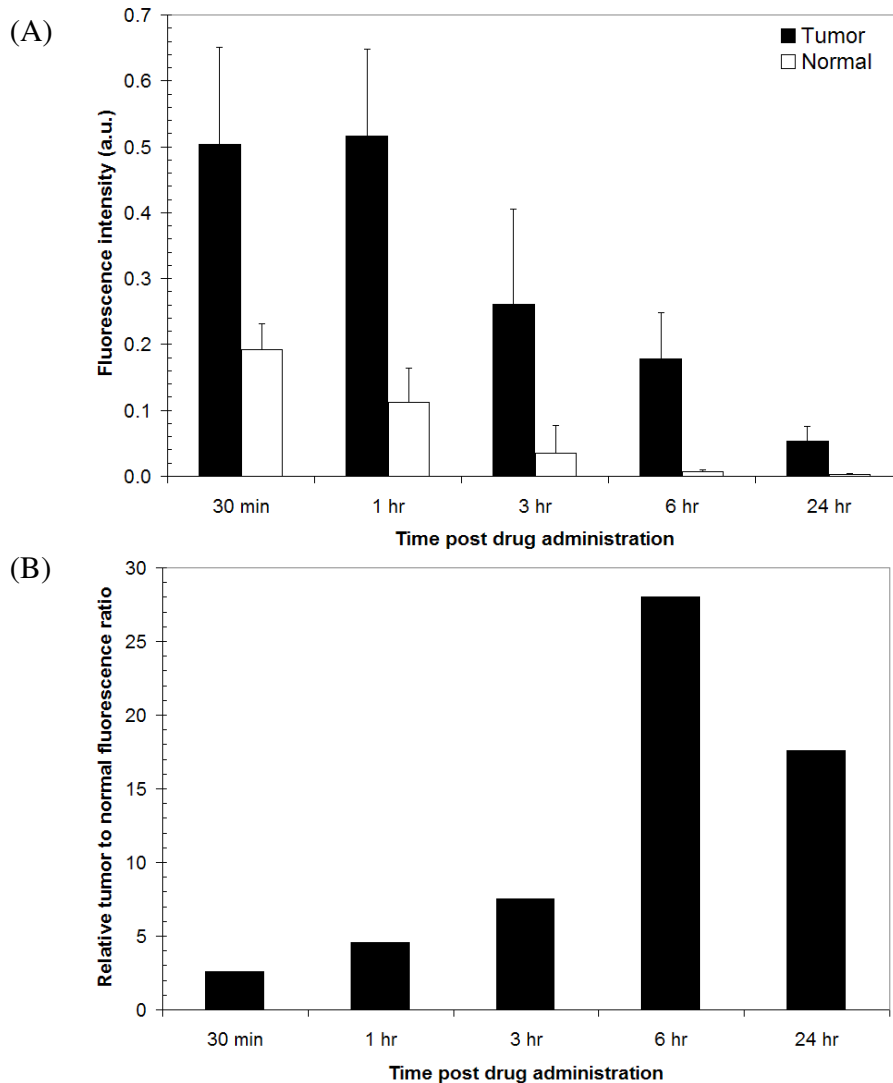 (A)
Fluorescence intensity (a.u.)
0.7
0.6
0.5
0.4
0.3
0.2
0.1
0.0
Tumor
Normal
30 min
1 hr
3 hr
6 hr
24 hr
Time post drug administration
(B)
Relative tumor to normal fluorescence ratio
30
25
20
15
10
5
0
30 min
1 hr
3 hr
6 hr
24 hr
Time post drug administration